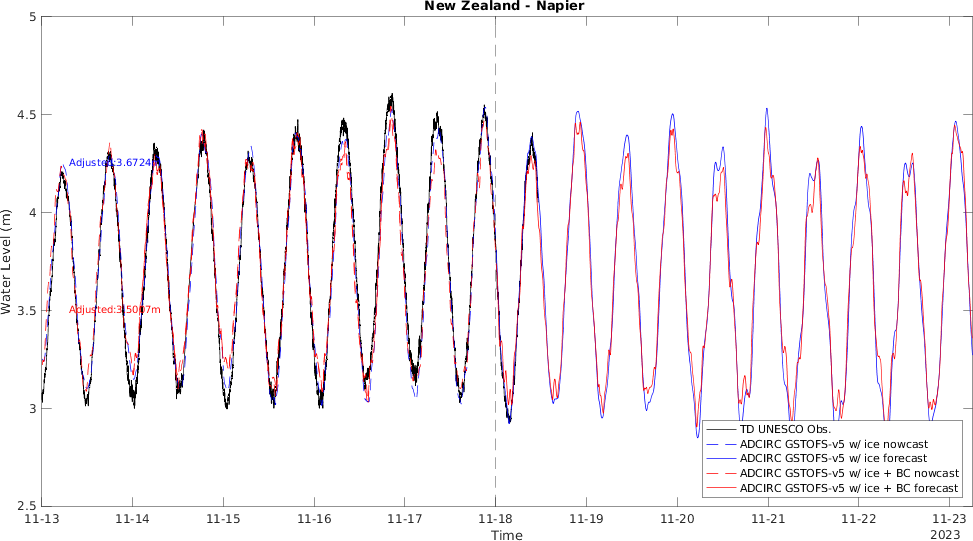 New Zealand - Napier
5
4.5
4
3.5
3
2.5
Water Level (m)
Adjusted:3.6724m
Adjusted:3.5007m
TD UNESCO Obs.
ADCIRC GSTOFS-v5 w/ ice nowcast
ADCIRC GSTOFS-v5 w/ ice forecast
ADCIRC GSTOFS-v5 w/ ice + BC nowcast
ADCIRC GSTOFS-v5 w/ ice + BC forecast
11-13 11-14 11-15 11-16 11-17 11-18 11-19 11-20 11-21 11-22 11-23
Time
2023